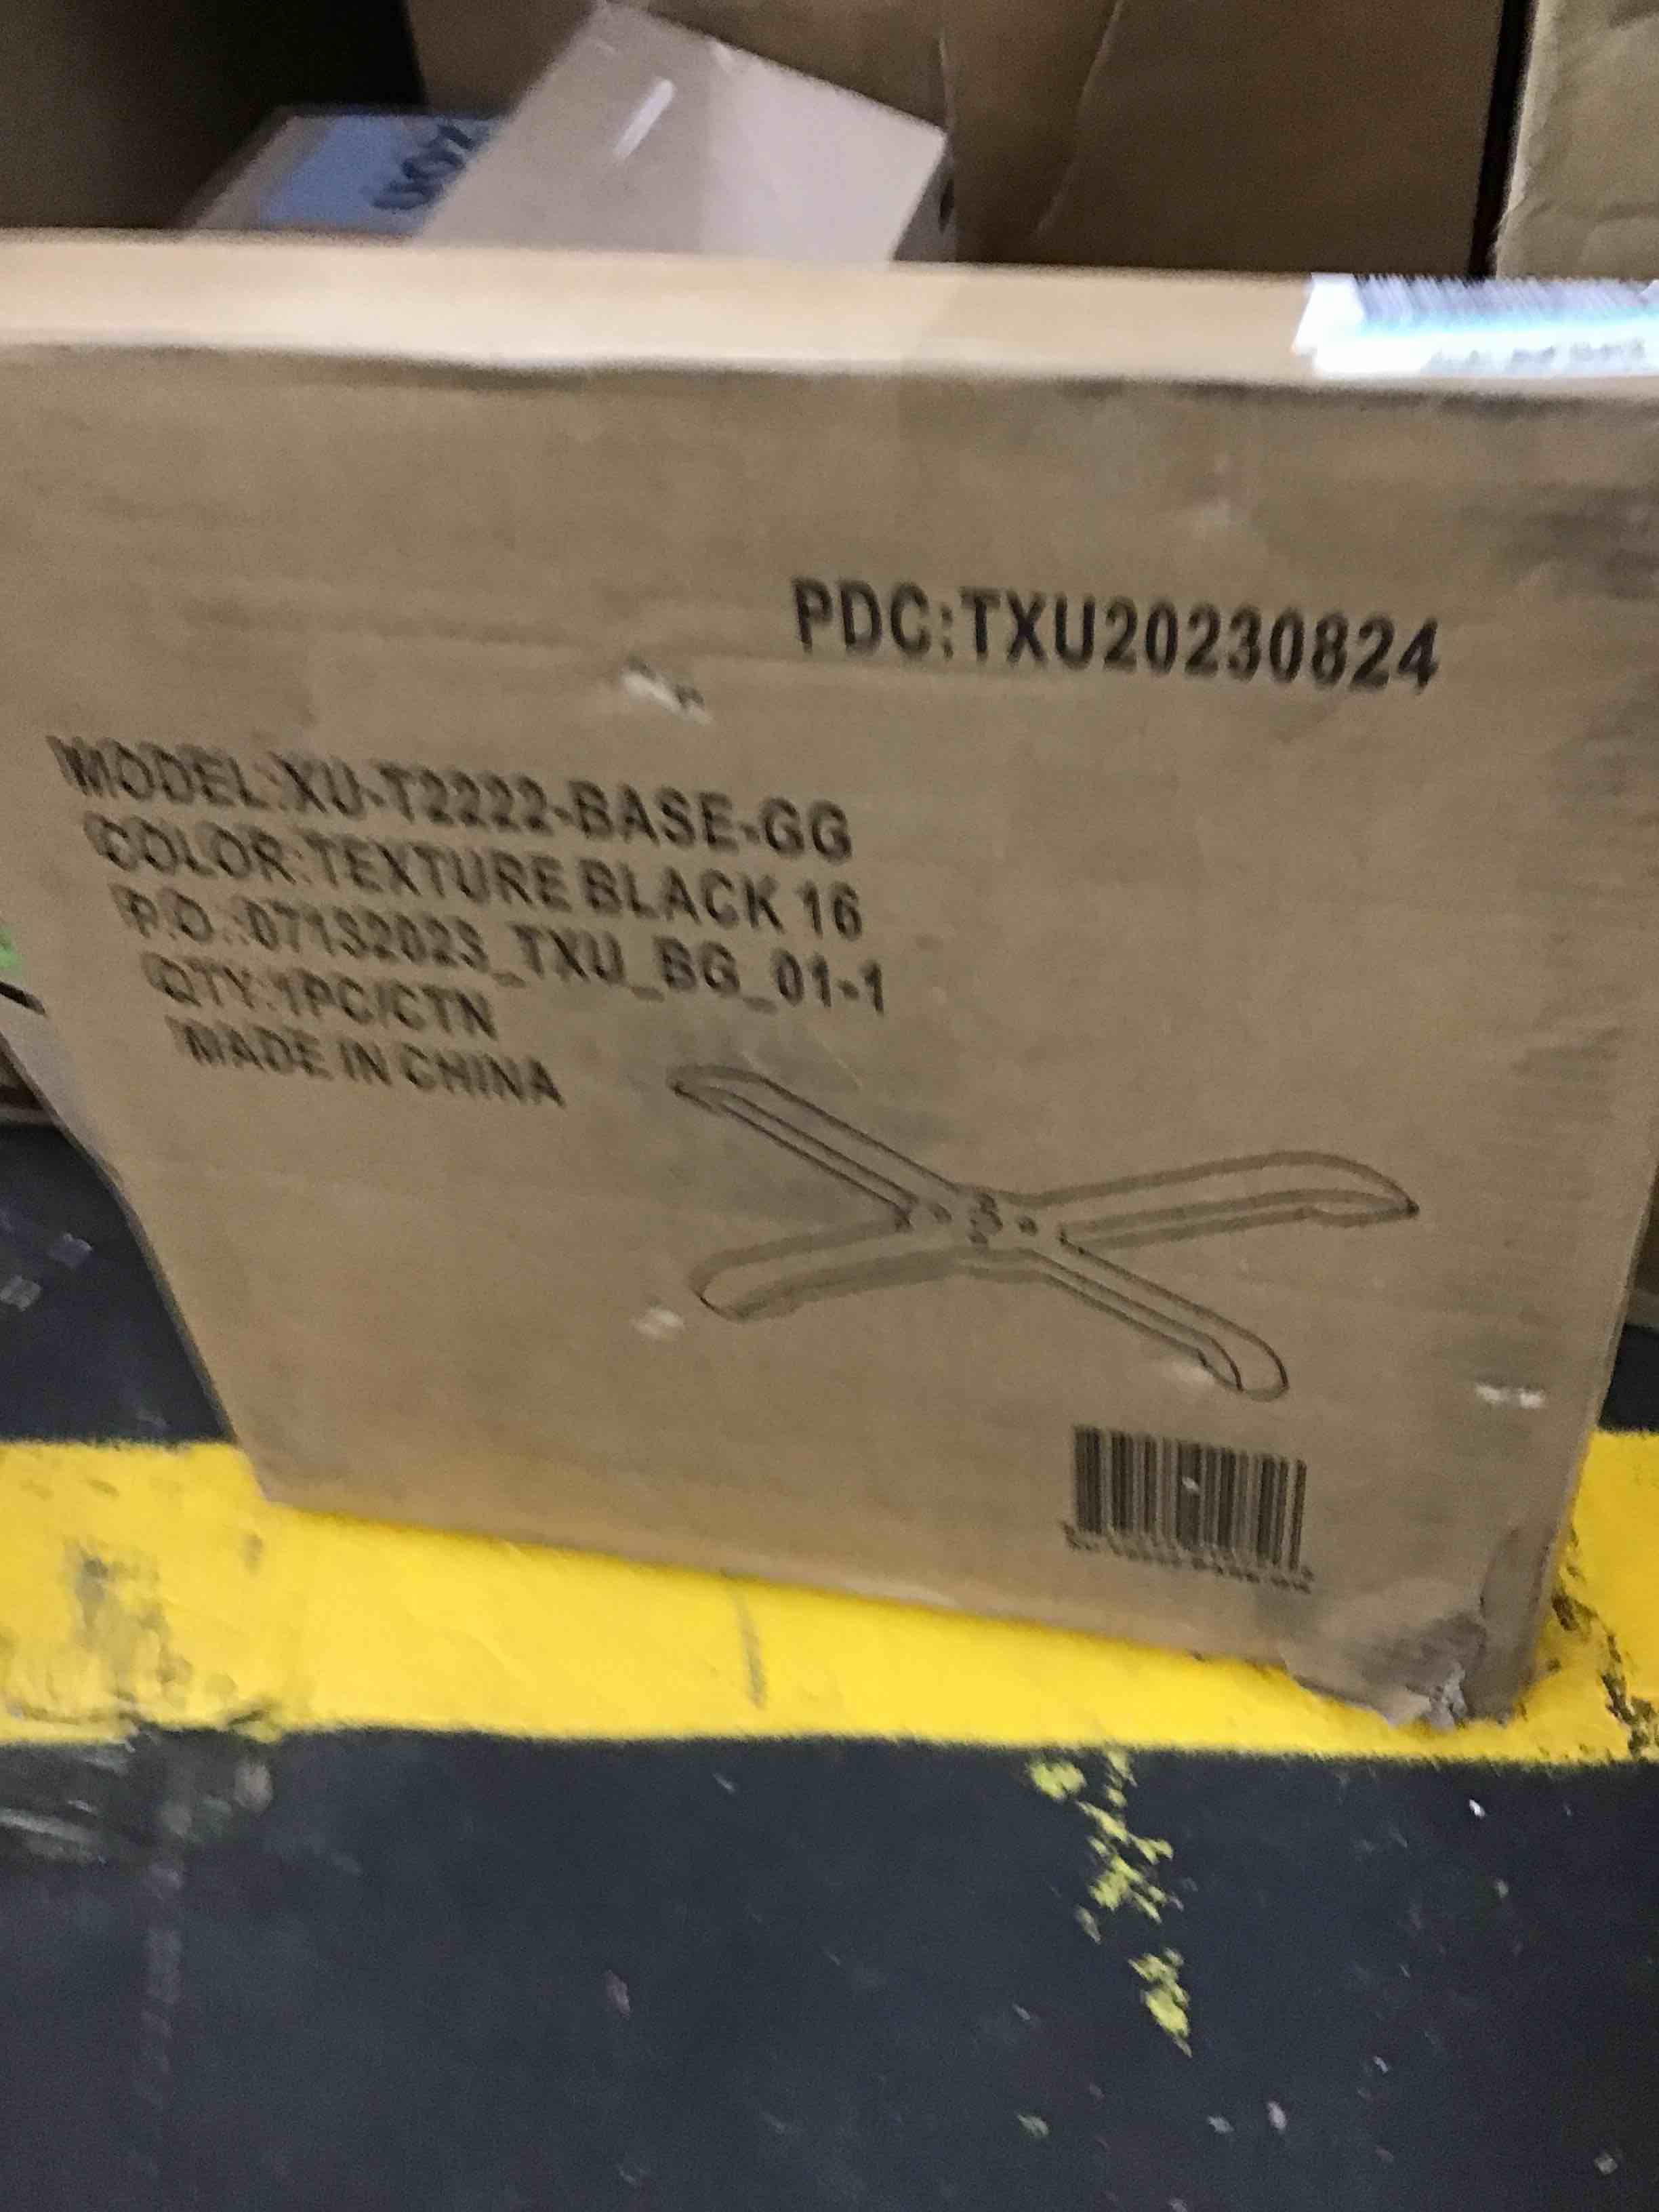 PDC:TXU20230824
MODEL:XU-T2222-BASE-GG
COLOR:TEXTURE BLACK 16
P.O.:07132023_TXU_BG_01-1
QTY:1PC/CTN
MADE IN CHINA